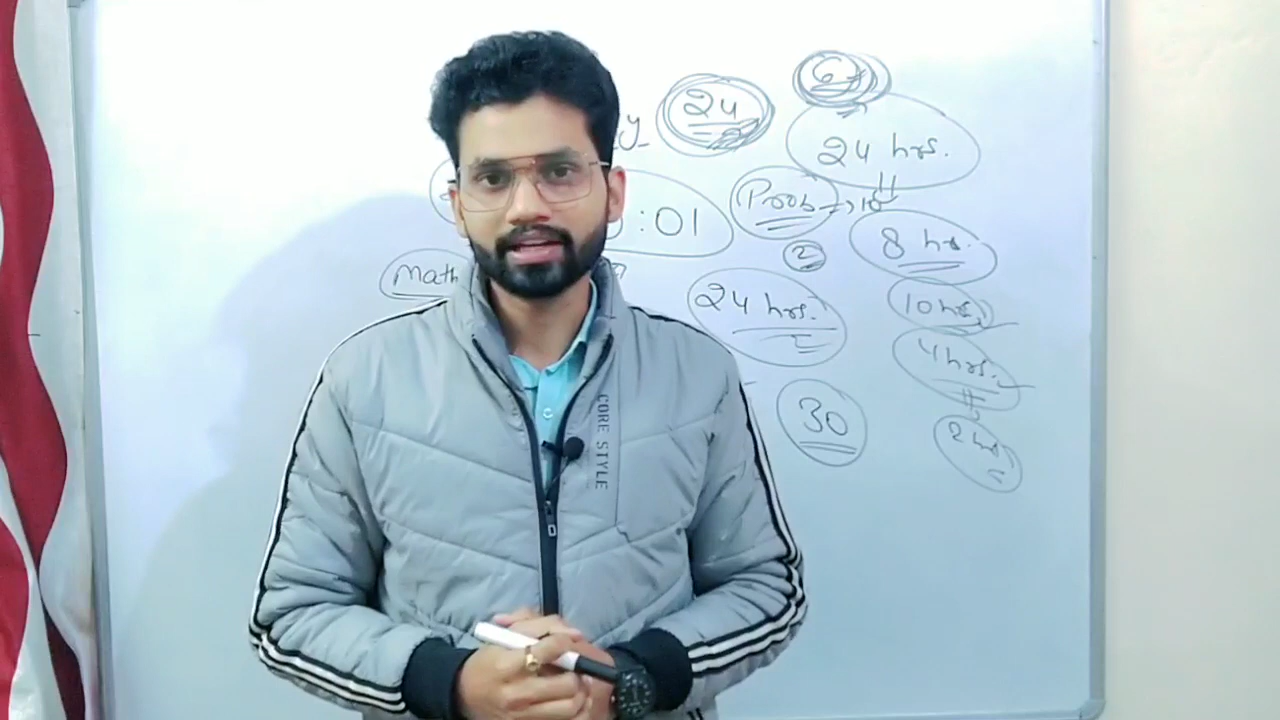 24
24 hrs.
Prob → 10
: 01
8 hrs.
2
Math
24 hrs.
10 hrs.
4 hrs.
30
2 hrs
CORE STYLE